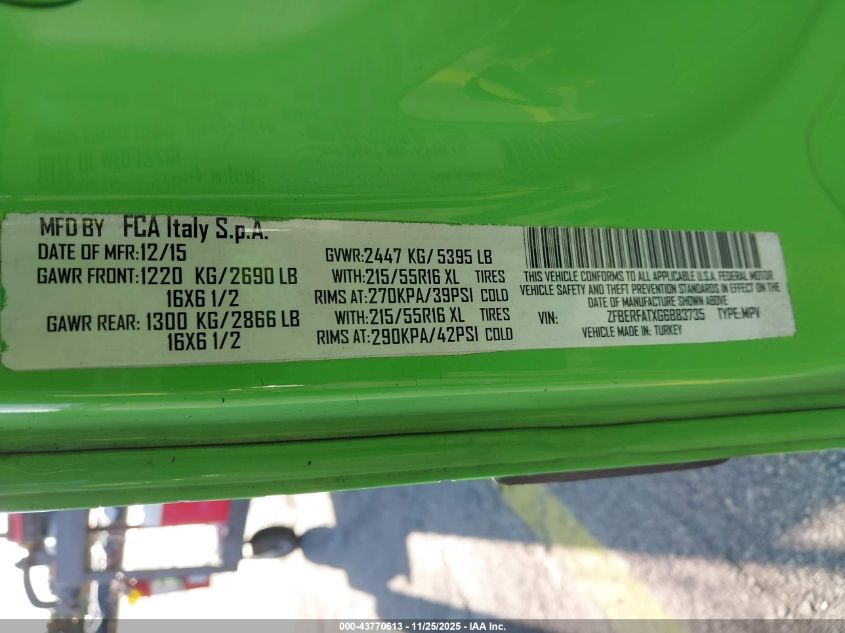 MFD BY FCA Italy S.p.A.
DATE OF MFR:12/15
GAWR FRONT:1220 KG/2690 LB
16X6 1/2
GAWR REAR: 1300 KG/2866 LB
16X6 1/2
GVWR:2447 KG/5395 LB
WITH:215/55R16 XL TIRES
RIMS AT:270KPA/39PSI COLD
WITH:215/55R16 XL TIRES
RIMS AT:290KPA/42PSI COLD
THIS VEHICLE CONFORMS TO ALL APPLICABLE U.S.A. FEDERAL MOTOR
VEHICLE SAFETY AND THEFT PREVENTION STANDARDS IN EFFECT ON THE
DATE OF MANUFACTURE SHOWN ABOVE
VIN: ZFBERFATXG6B83735 TYPE:MPV
VEHICLE MADE IN: TURKEY
000-43770613 - 11/25/2025 - IAA Inc.